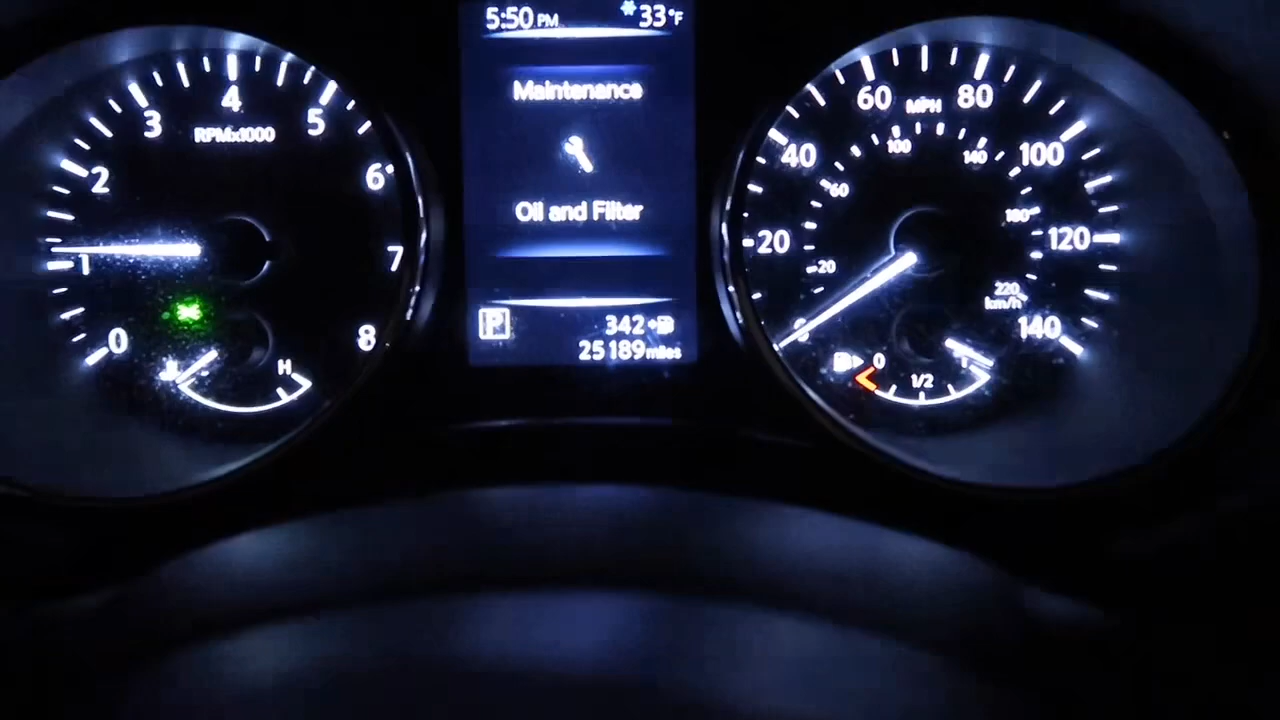 5:50 PM 33°F
Maintenance
Oil and Filter
P
342
25189 miles
0
1
2
3
4
5
6
7
8
RPMx1000
H
0
20
40
60
80
100
120
140
MPH
20
60
100
140
180
220
km/h
0
1/2